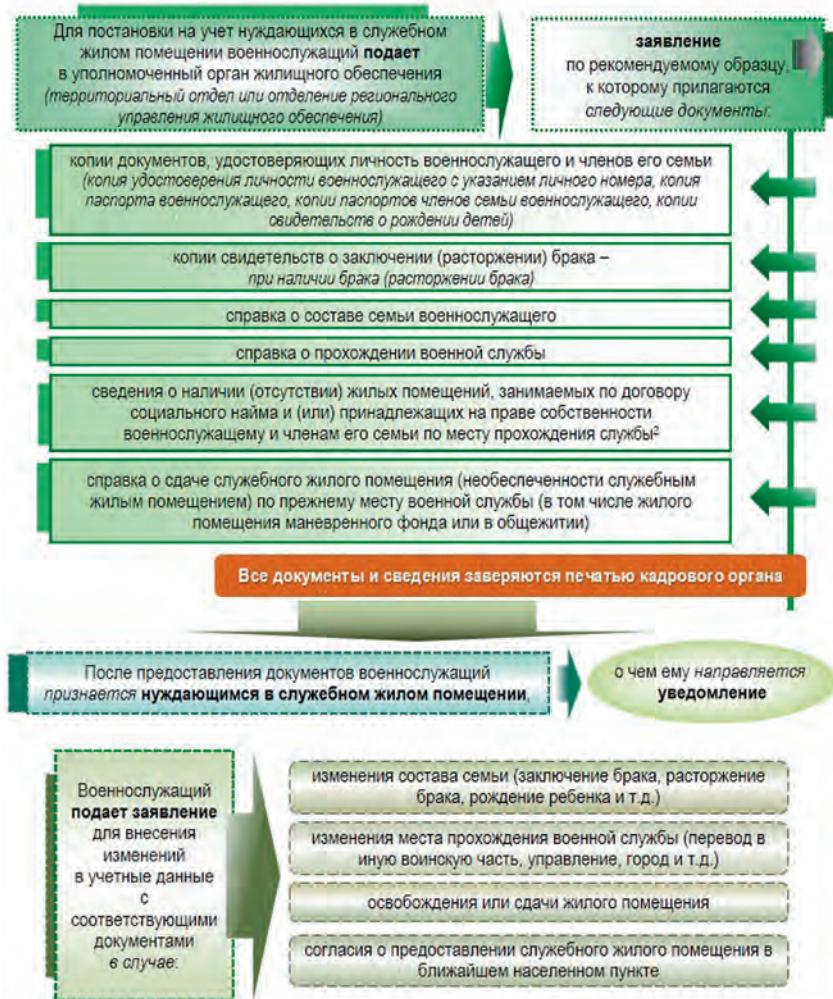 Для постановки на учет нуждающихся в служебном
жилом помещении военнослужащий подает
в уполномоченный орган жилищного обеспечения
(территориальный отдел или отделение регионального
управления жилищного обеспечения)
заявление
по рекомендуемому образцу,
к которому прилагаются
следующие документы:
копии документов, удостоверяющих личность военнослужащего и членов его семьи
(копия удостоверения личности военнослужащего с указанием личного номера, копия
паспорта военнослужащего, копии паспортов членов семьи военнослужащего, копии
свидетельств о рождении детей)
копии свидетельств о заключении (расторжении) брака –
при наличии брака (расторжении брака)
справка о составе семьи военнослужащего
справка о прохождении военной службы
сведения о наличии (отсутствии) жилых помещений, занимаемых по договору
социального найма и (или) принадлежащих на праве собственности
военнослужащему и членам его семьи по месту прохождения службы²
справка о сдаче служебного жилого помещения (необеспеченности служебным
жилым помещением) по прежнему месту военной службы (в том числе жилого
помещения маневренного фонда или в общежитии)
Все документы и сведения заверяются печатью кадрового органа
После предоставления документов военнослужащий
признается нуждающимся в служебном жилом помещении,
о чем ему направляется
уведомление
Военнослужащий
подает заявление
для внесения
изменений
в учетные данные
с
соответствующими
документами
в случае:
изменения состава семьи (заключение брака, расторжение
брака, рождение ребенка и т.д.)
изменения места прохождения военной службы (перевод в
иную воинскую часть, управление, город и т.д.)
освобождения или сдачи жилого помещения
согласия о предоставлении служебного жилого помещения в
ближайшем населенном пункте